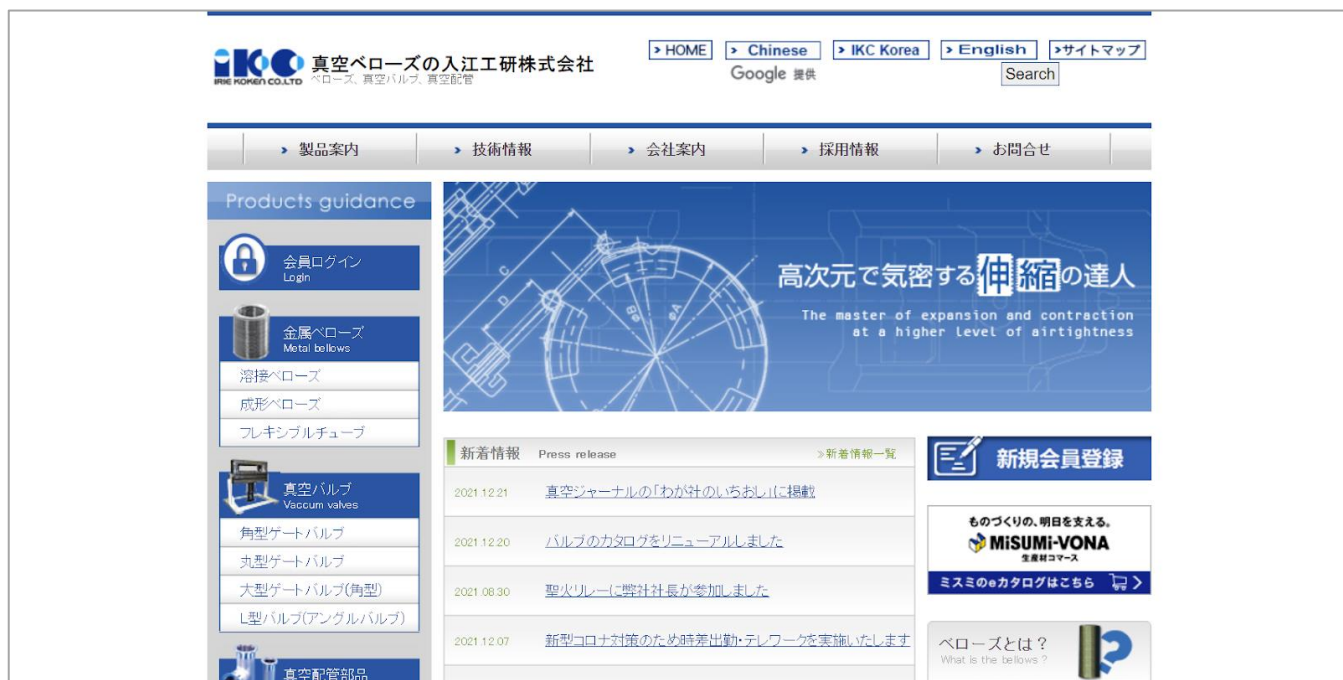 iKC
IRIE KOKEN CO.LTD
真空ベローズの入江工研株式会社
ベローズ、真空バルブ、真空配管
HOME
Chinese
IKC Korea
English
サイトマップ
Google 提供
Search
製品案内
技術情報
会社案内
採用情報
お問合せ
Products guidance
会員ログイン
Login
金属ベローズ
Metal bellows
溶接ベローズ
成形ベローズ
フレキシブルチューブ
真空バルブ
Vaccum valves
角型ゲートバルブ
丸型ゲートバルブ
大型ゲートバルブ(角型)
L型バルブ(アングルバルブ)
真空配管部品
高次元で気密する伸縮の達人
The master of expansion and contraction
at a higher Level of airtightness
新着情報 Press release »新着情報一覧
2021.12.21 真空ジャーナルの「わが社のいちおし」に掲載
2021.12.20 バルブのカタログをリニューアルしました
2021.08.30 聖火リレーに弊社社長が参加しました
2021.12.07 新型コロナ対策のため時差出勤・テレワークを実施いたします
新規会員登録
ものづくりの、明日を支える。
MiSUMi-VONA
生産材コマース
ミスミのeカタログはこちら
ベローズとは？
What is the bellows ?